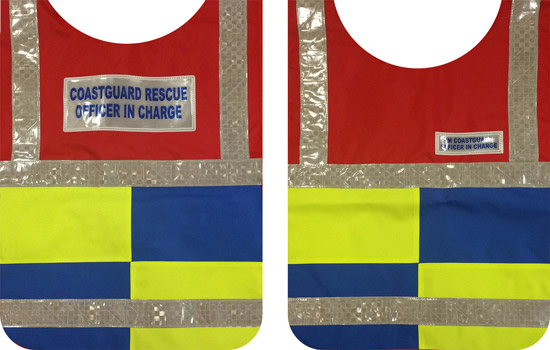 COASTGUARD RESCUE
OFFICER IN CHARGE
COASTGUARD
OFFICER IN CHARGE